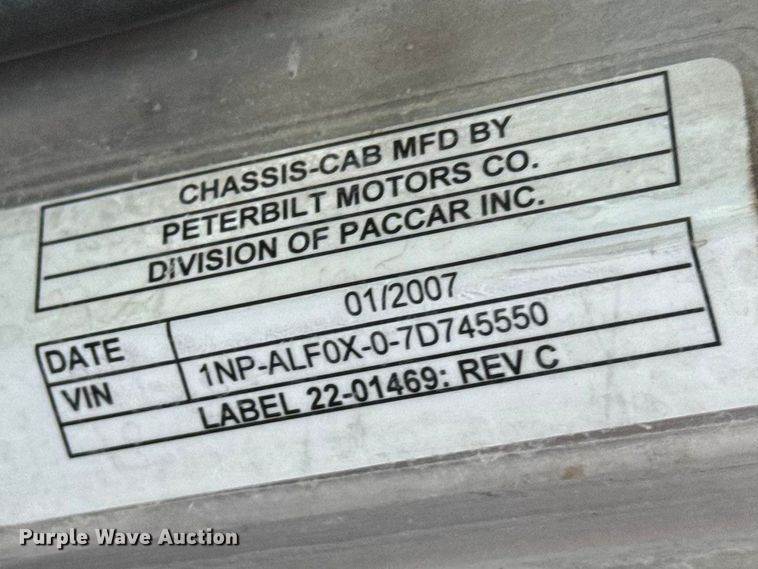 CHASSIS-CAB MFD BY
PETERBILT MOTORS CO.
DIVISION OF PACCAR INC.
DATE 01/2007
VIN 1NP-ALF0X-0-7D745550
LABEL 22-01469: REV C
Purple Wave Auction